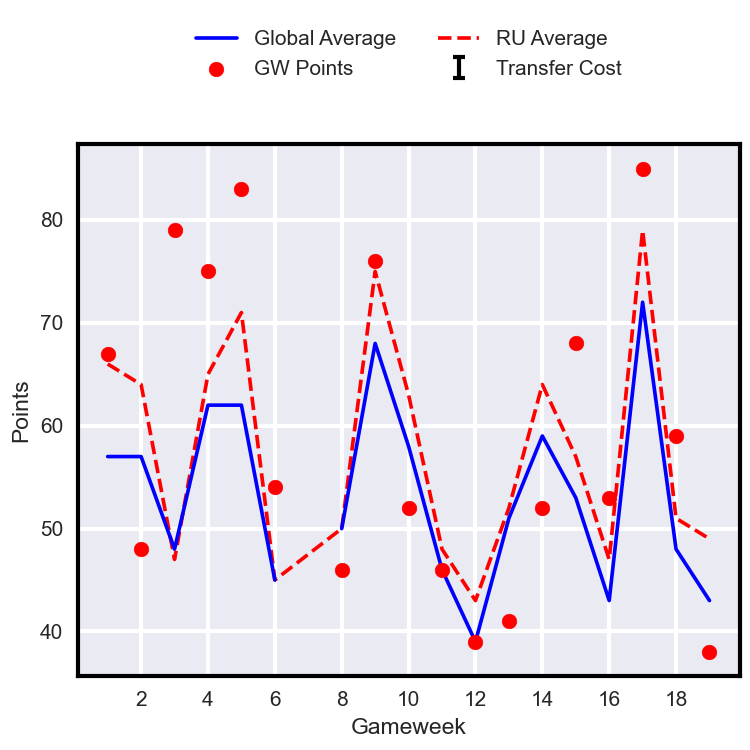 Global Average
RU Average
GW Points
Transfer Cost
80
70
60
50
40
Points
2 4 6 8 10 12 14 16 18
Gameweek